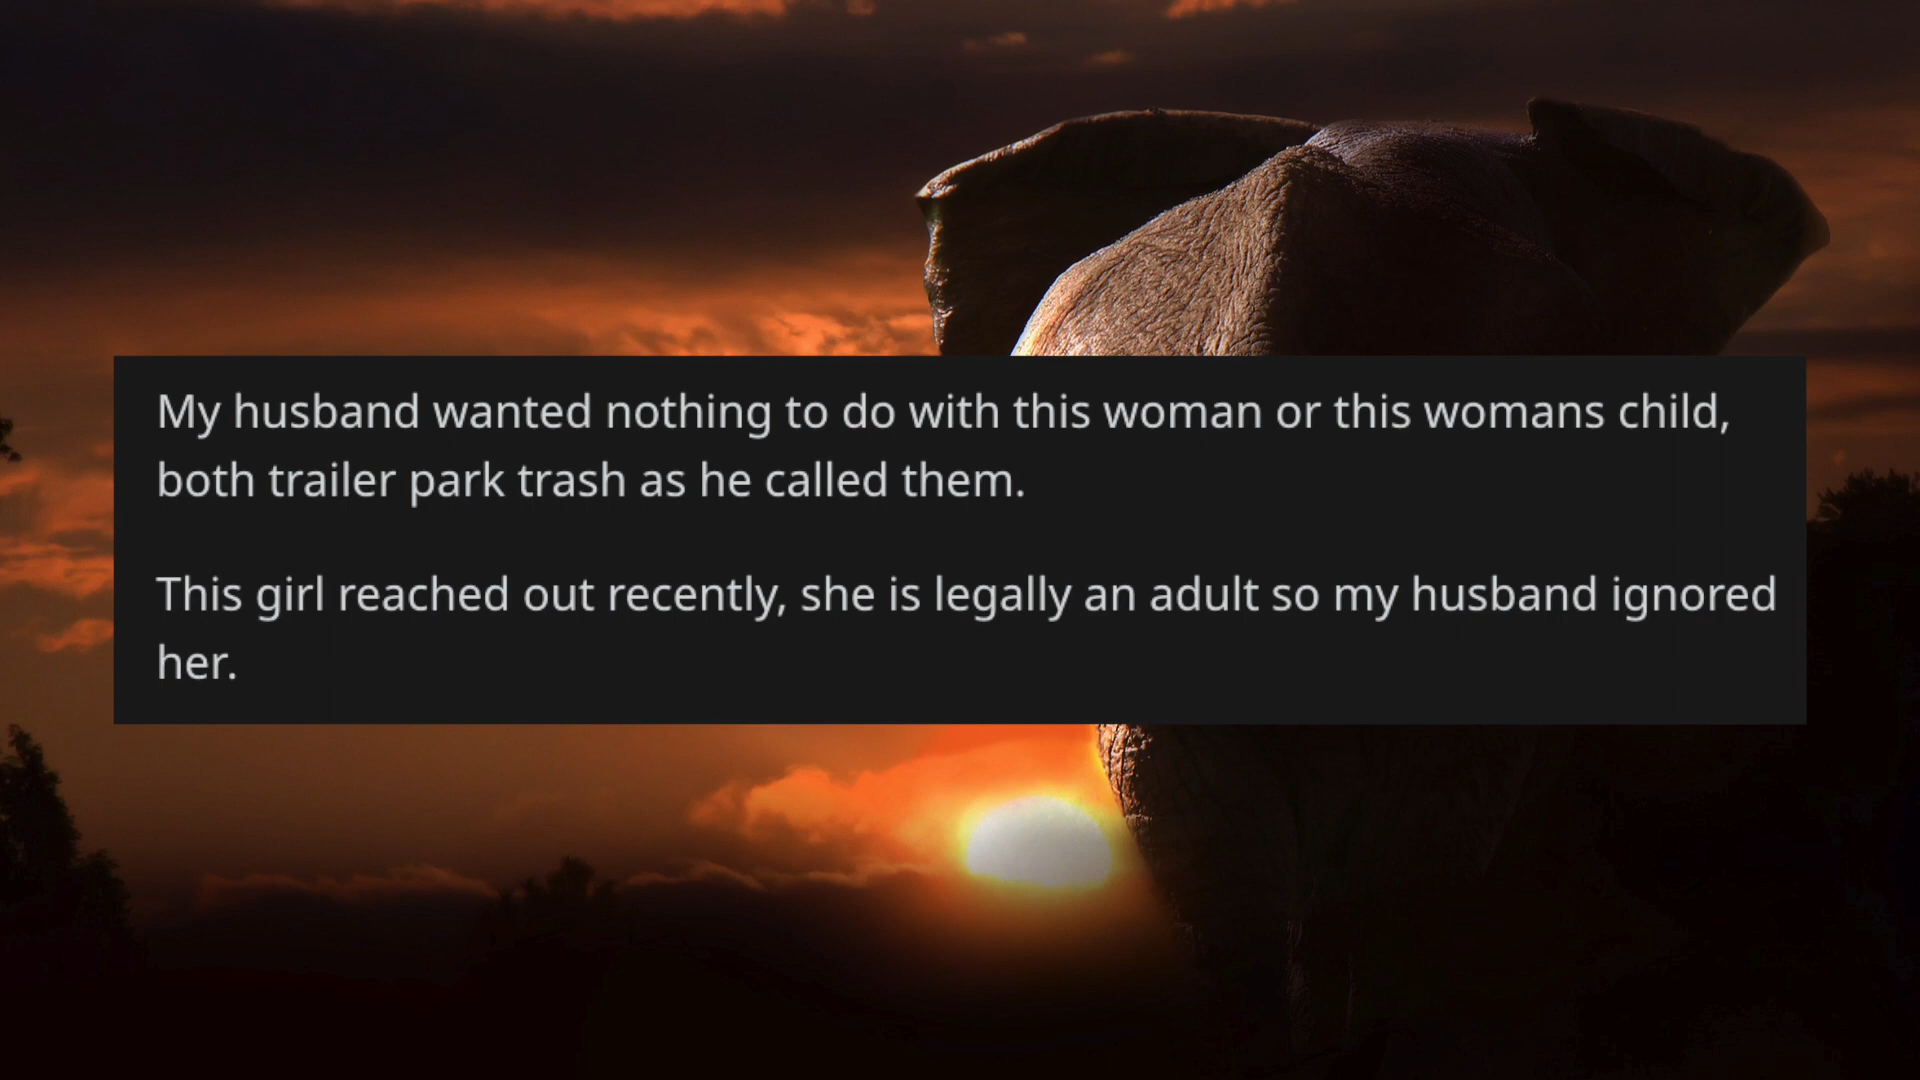 My husband wanted nothing to do with this woman or this womans child,
both trailer park trash as he called them.
This girl reached out recently, she is legally an adult so my husband ignored
her.